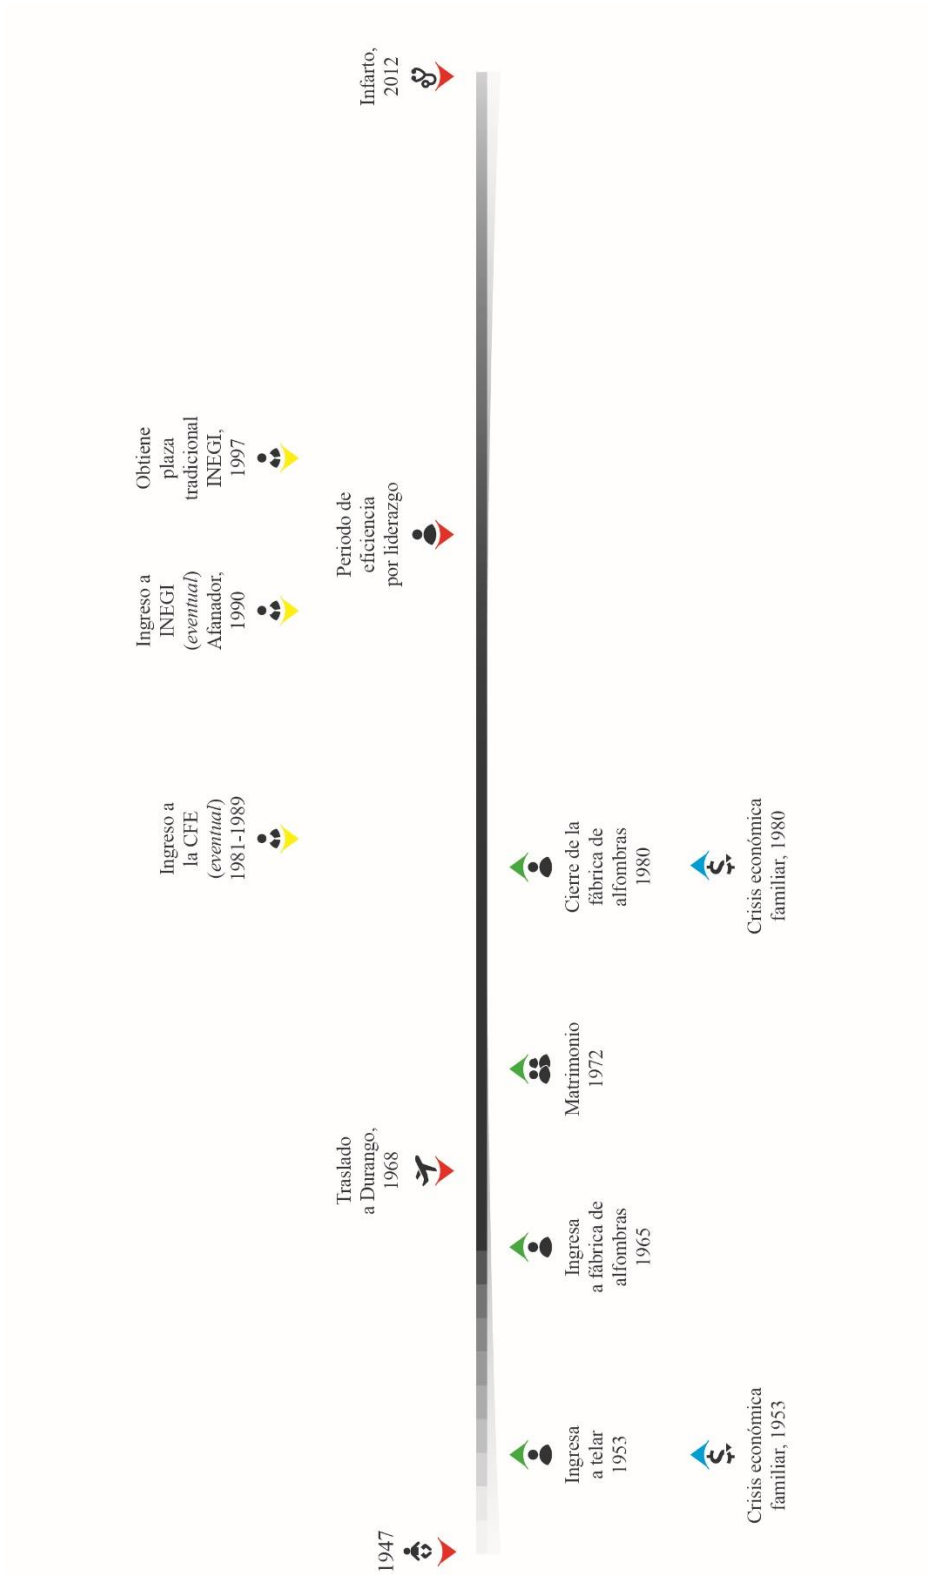 1947
Ingresa
a telar
1953
Crisis económica
familiar, 1953
Ingresa
a fábrica de
alfombras
1965
Traslado
a Durango,
1968
Matrimonio
1972
Cierre de la
fábrica de
alfombras
1980
Crisis económica
familiar, 1980
Ingreso a
la CFE
(eventual)
1981-1989
Ingreso a
INEGI
(eventual)
Afanador,
1990
Periodo de
eficiencia
por liderazgo
Obtiene
plaza
tradicional
INEGI,
1997
Infarto,
2012